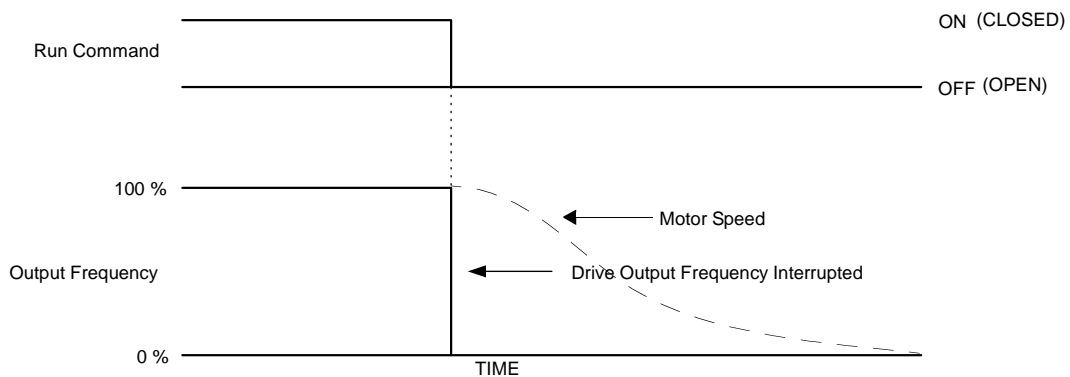 ON (CLOSED)
Run Command
OFF (OPEN)
100 %
Motor Speed
Output Frequency
Drive Output Frequency Interrupted
0 %
TIME